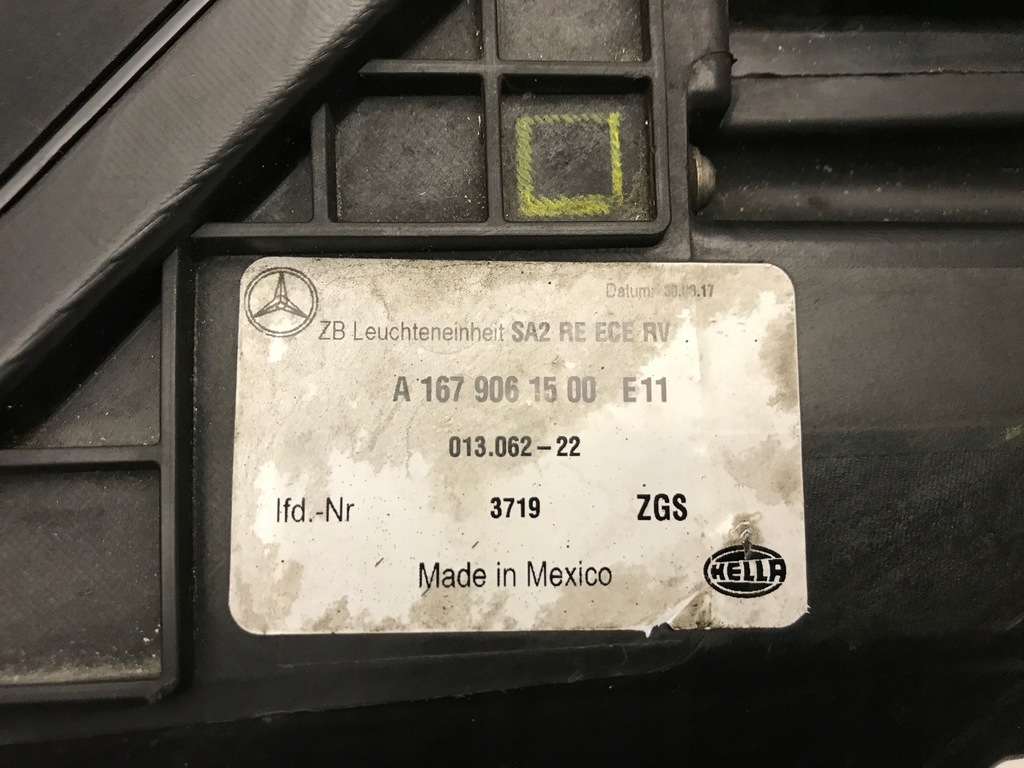 Datum:
ZB Leuchteneinheit SA2 RE ECE RV
A 167 906 15 00 E11
013.062-22
lfd.-Nr 3719 ZGS
Made in Mexico
HELLA